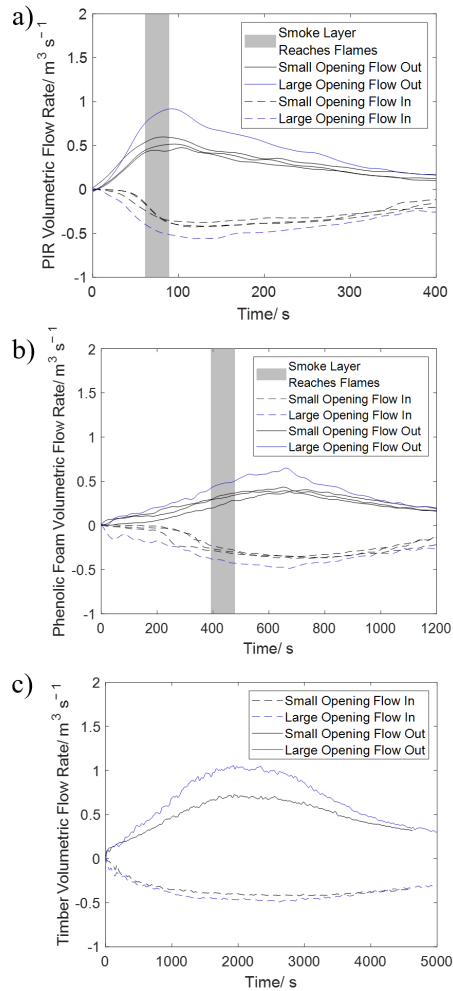 a)
2
1.5
1
0.5
0
-0.5
-1
PIR Volumetric Flow Rate/ m³ s⁻¹
Smoke Layer
Reaches Flames
Small Opening Flow Out
Large Opening Flow Out
Small Opening Flow In
Large Opening Flow In
0 100 200 300 400
Time/ s
b)
2
1.5
1
0.5
0
-0.5
-1
Phenolic Foam Volumetric Flow Rate/ m³ s⁻¹
Smoke Layer
Reaches Flames
Small Opening Flow In
Large Opening Flow In
Small Opening Flow Out
Large Opening Flow Out
0 200 400 600 800 1000 1200
Time/ s
c)
2
1.5
1
0.5
0
-0.5
-1
Timber Volumetric Flow Rate/ m³ s⁻¹
Small Opening Flow In
Large Opening Flow In
Small Opening Flow Out
Large Opening Flow Out
0 1000 2000 3000 4000 5000
Time/ s